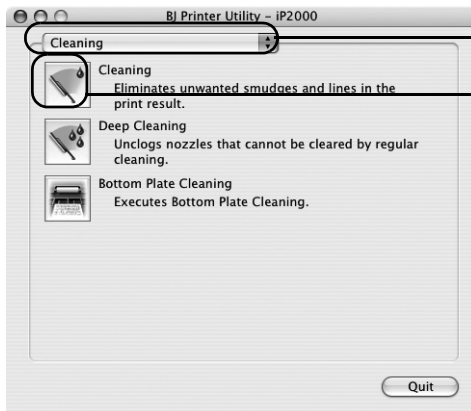 BJ Printer Utility – iP2000
Cleaning
Cleaning
Eliminates unwanted smudges and lines in the
print result.
Deep Cleaning
Unclogs nozzles that cannot be cleared by regular
cleaning.
Bottom Plate Cleaning
Executes Bottom Plate Cleaning.
Quit